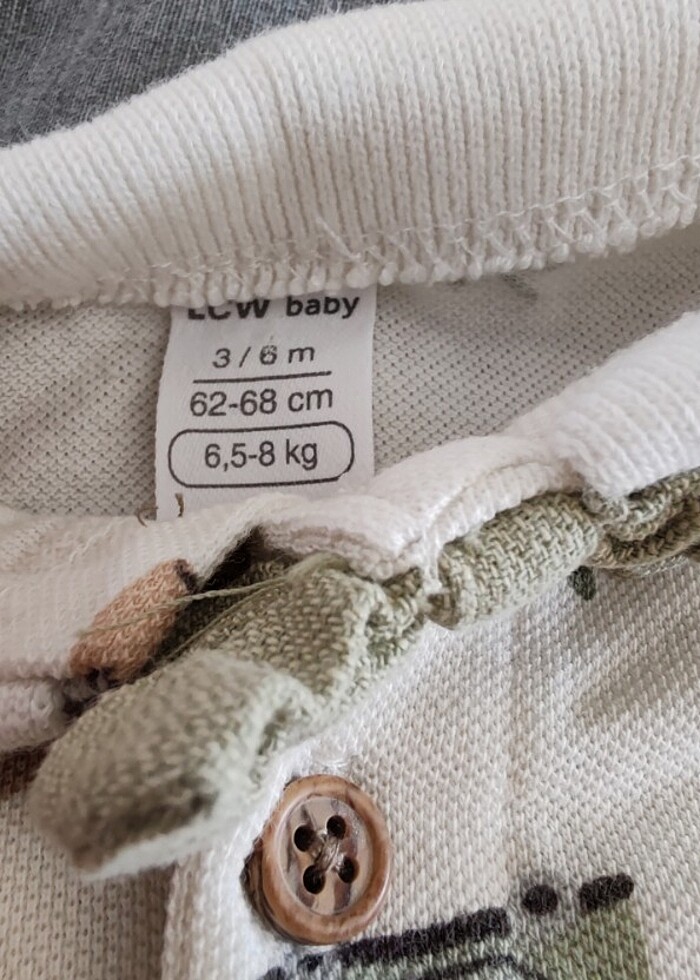 LCW baby
3 / 6 m
62-68 cm
6,5-8 kg